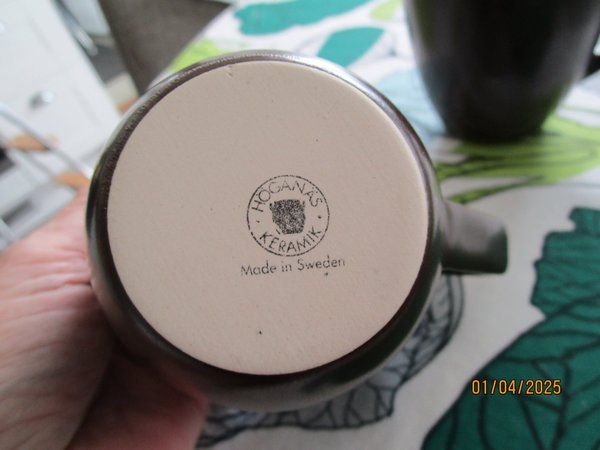 HÖGANÄS
KERAMIK
Made in Sweden
01/04/2025